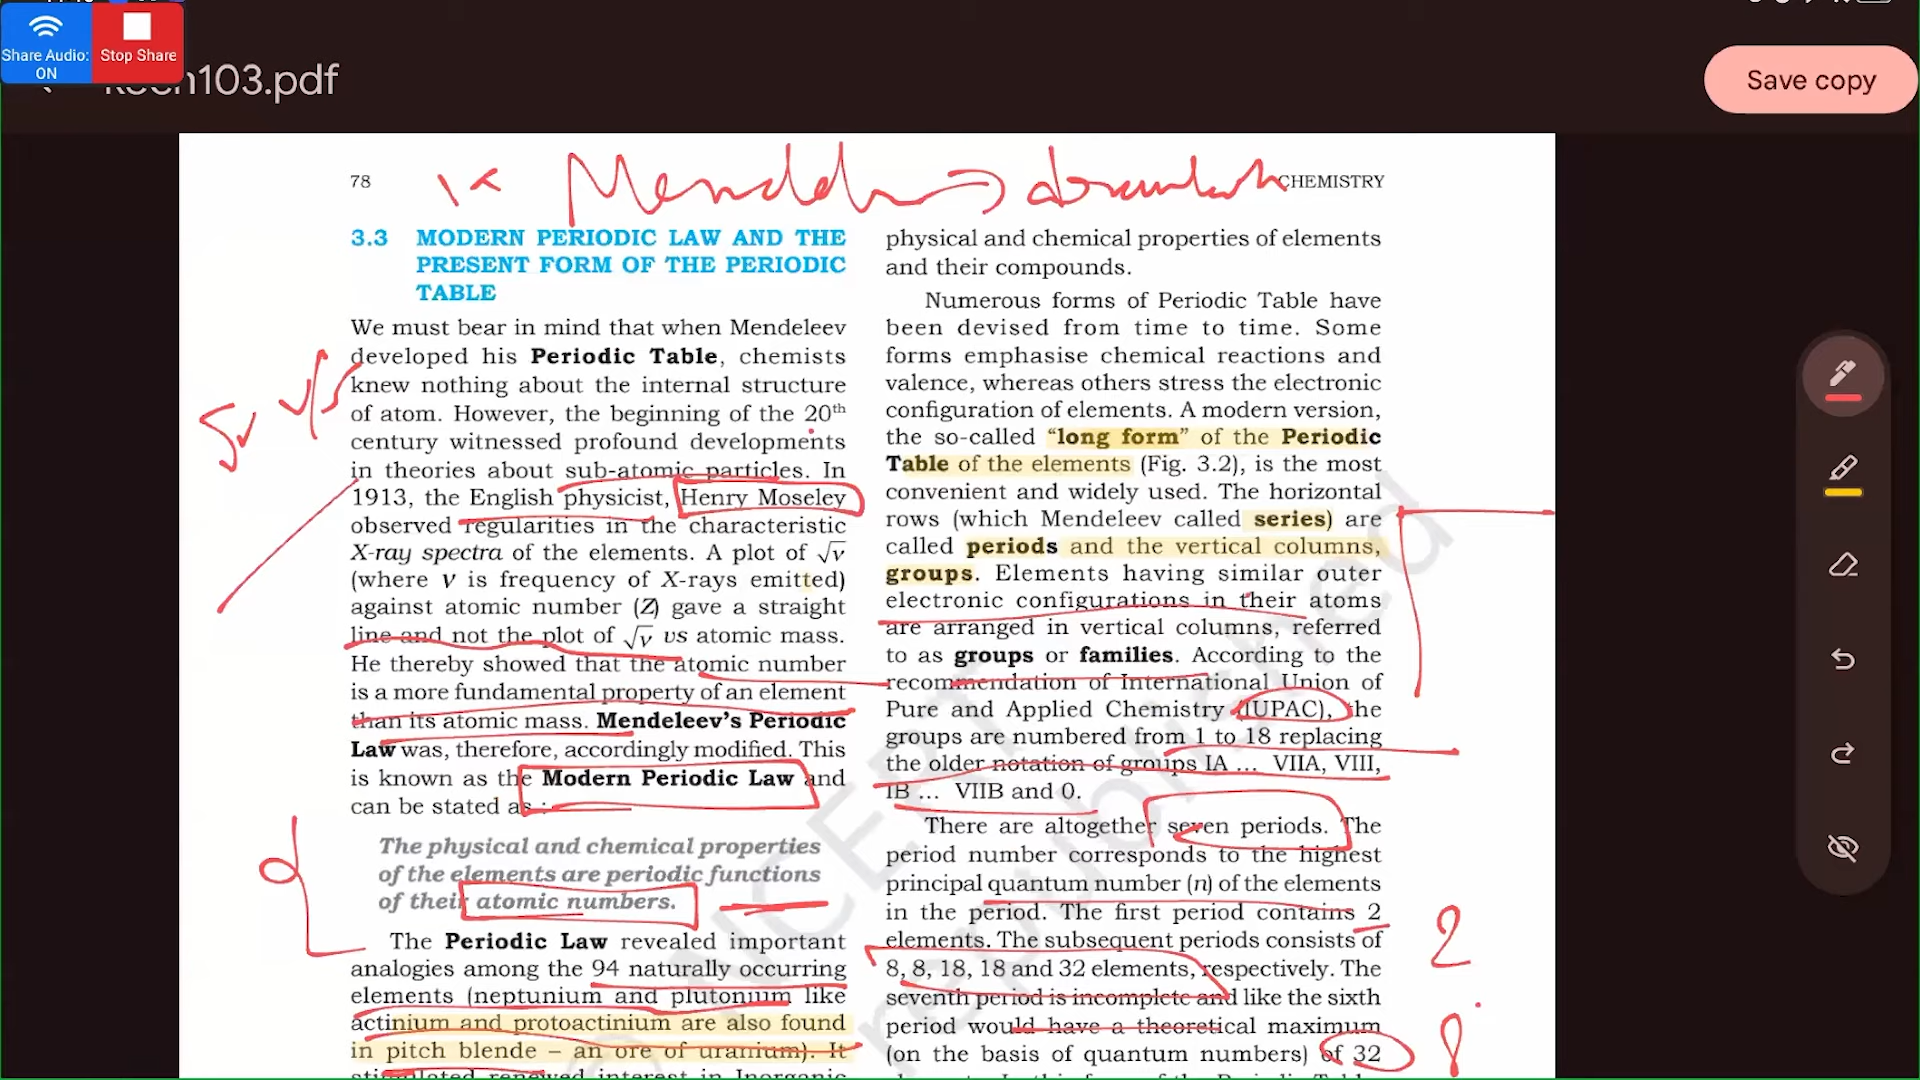 Share Audio: ON
Stop Share
103.pdf
Save copy
78
CHEMISTRY
3.3 MODERN PERIODIC LAW AND THE
PRESENT FORM OF THE PERIODIC
TABLE
We must bear in mind that when Mendeleev
developed his Periodic Table, chemists
knew nothing about the internal structure
of atom. However, the beginning of the 20th
century witnessed profound developments
in theories about sub-atomic particles. In
1913, the English physicist, Henry Moseley
observed regularities in the characteristic
X-ray spectra of the elements. A plot of √ν
(where ν is frequency of X-rays emitted)
against atomic number (Z) gave a straight
line and not the plot of √ν vs atomic mass.
He thereby showed that the atomic number
is a more fundamental property of an element
than its atomic mass. Mendeleev's Periodic
Law was, therefore, accordingly modified. This
is known as the Modern Periodic Law and
can be stated as :
The physical and chemical properties
of the elements are periodic functions
of their atomic numbers.
The Periodic Law revealed important
analogies among the 94 naturally occurring
elements (neptunium and plutonium like
actinium and protoactinium are also found
in pitch blende – an ore of uranium). It
stimulated renewed interest in Inorganic
physical and chemical properties of elements
and their compounds.
Numerous forms of Periodic Table have
been devised from time to time. Some
forms emphasise chemical reactions and
valence, whereas others stress the electronic
configuration of elements. A modern version,
the so-called “long form” of the Periodic
Table of the elements (Fig. 3.2), is the most
convenient and widely used. The horizontal
rows (which Mendeleev called series) are
called periods and the vertical columns,
groups. Elements having similar outer
electronic configurations in their atoms
are arranged in vertical columns, referred
to as groups or families. According to the
recommendation of International Union of
Pure and Applied Chemistry (IUPAC), the
groups are numbered from 1 to 18 replacing
the older notation of groups IA ... VIIA, VIII,
IB ... VIIB and 0.
There are altogether seven periods. The
period number corresponds to the highest
principal quantum number (n) of the elements
in the period. The first period contains 2
elements. The subsequent periods consists of
8, 8, 18, 18 and 32 elements, respectively. The
seventh period is incomplete and like the sixth
period would have a theoretical maximum
(on the basis of quantum numbers) of 32
2
8